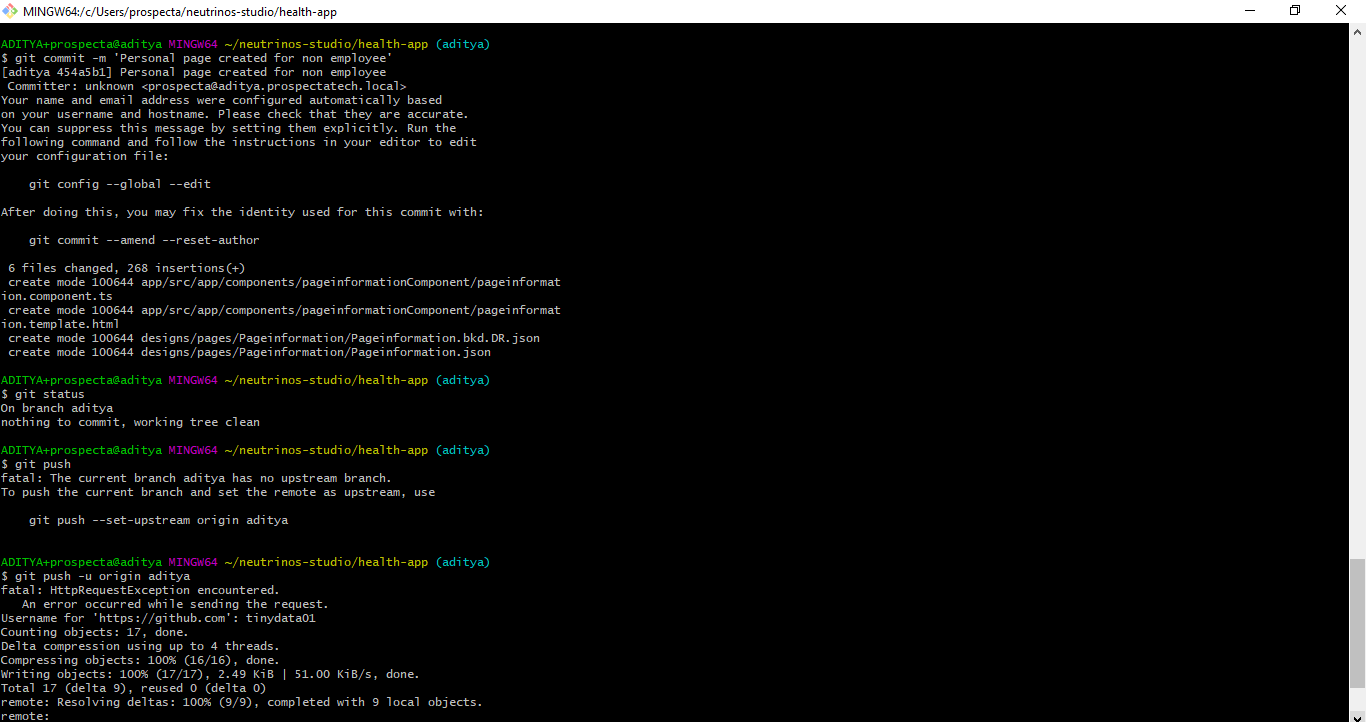 MINGW64:/c/Users/prospecta/neutrinos-studio/health-app
ADITYA+prospecta@aditya MINGW64 ~/neutrinos-studio/health-app (aditya)
$ git commit -m 'Personal page created for non employee'
[aditya 454a5b1] Personal page created for non employee
 Committer: unknown <prospecta@aditya.prospectatech.local>
Your name and email address were configured automatically based
on your username and hostname. Please check that they are accurate.
You can suppress this message by setting them explicitly. Run the
following command and follow the instructions in your editor to edit
your configuration file:
    git config --global --edit
After doing this, you may fix the identity used for this commit with:
    git commit --amend --reset-author
 6 files changed, 268 insertions(+)
 create mode 100644 app/src/app/components/pageinformationComponent/pageinformat
ion.component.ts
 create mode 100644 app/src/app/components/pageinformationComponent/pageinformat
ion.template.html
 create mode 100644 designs/pages/Pageinformation/Pageinformation.bkd.DR.json
 create mode 100644 designs/pages/Pageinformation/Pageinformation.json
ADITYA+prospecta@aditya MINGW64 ~/neutrinos-studio/health-app (aditya)
$ git status
On branch aditya
nothing to commit, working tree clean
ADITYA+prospecta@aditya MINGW64 ~/neutrinos-studio/health-app (aditya)
$ git push
fatal: The current branch aditya has no upstream branch.
To push the current branch and set the remote as upstream, use
    git push --set-upstream origin aditya
ADITYA+prospecta@aditya MINGW64 ~/neutrinos-studio/health-app (aditya)
$ git push -u origin aditya
fatal: HttpRequestException encountered.
   An error occurred while sending the request.
Username for 'https://github.com': tinydata01
Counting objects: 17, done.
Delta compression using up to 4 threads.
Compressing objects: 100% (16/16), done.
Writing objects: 100% (17/17), 2.49 KiB | 51.00 KiB/s, done.
Total 17 (delta 9), reused 0 (delta 0)
remote: Resolving deltas: 100% (9/9), completed with 9 local objects.
remote: